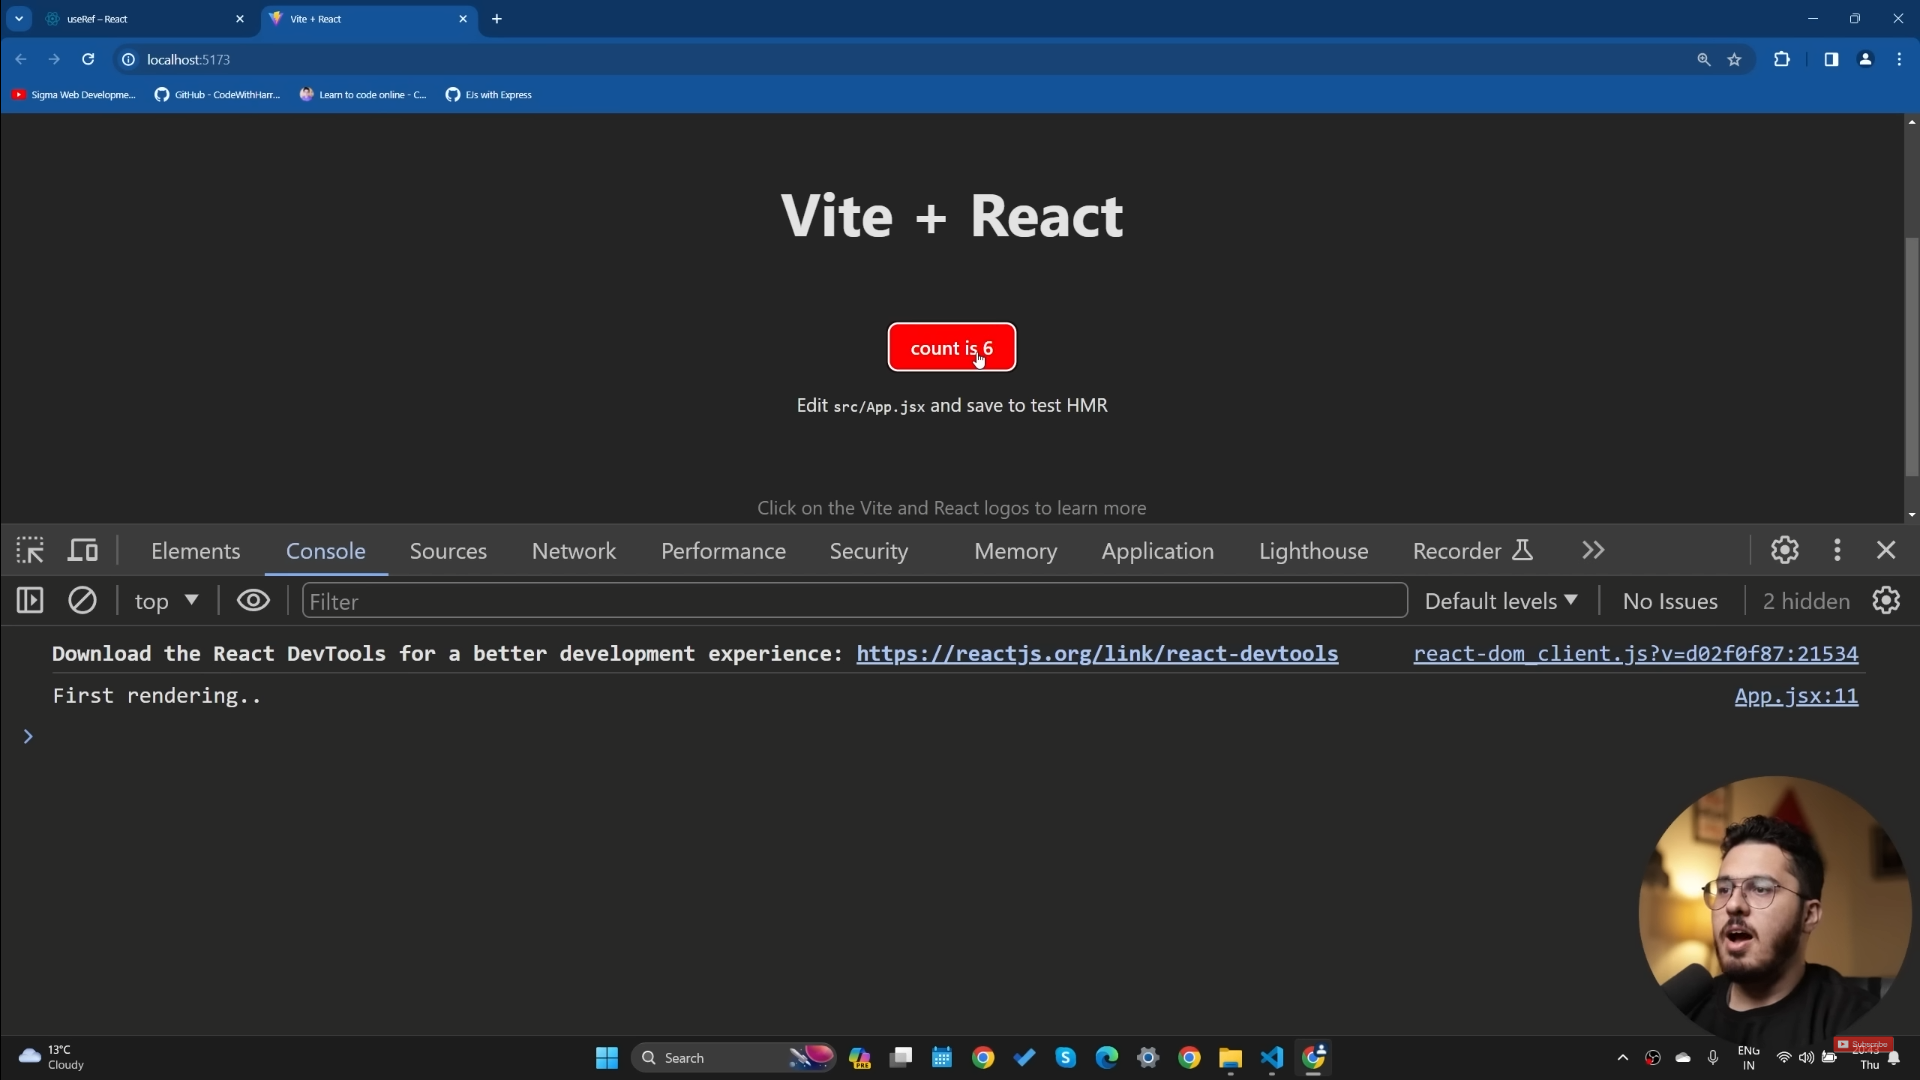 useRef – React
Vite + React
localhost:5173
Sigma Web Developme...
GitHub - CodeWithHarr...
Learn to code online - C...
EJs with Express
Vite + React
count is 6
Edit src/App.jsx and save to test HMR
Click on the Vite and React logos to learn more
Elements
Console
Sources
Network
Performance
Security
Memory
Application
Lighthouse
Recorder
top
Filter
Default levels
No Issues
2 hidden
Download the React DevTools for a better development experience: https://reactjs.org/link/react-devtools
react-dom_client.js?v=d02f0f87:21534
First rendering..
App.jsx:11
13°C
Cloudy
Search
PRE
ENG
IN
Subscribe
Thu